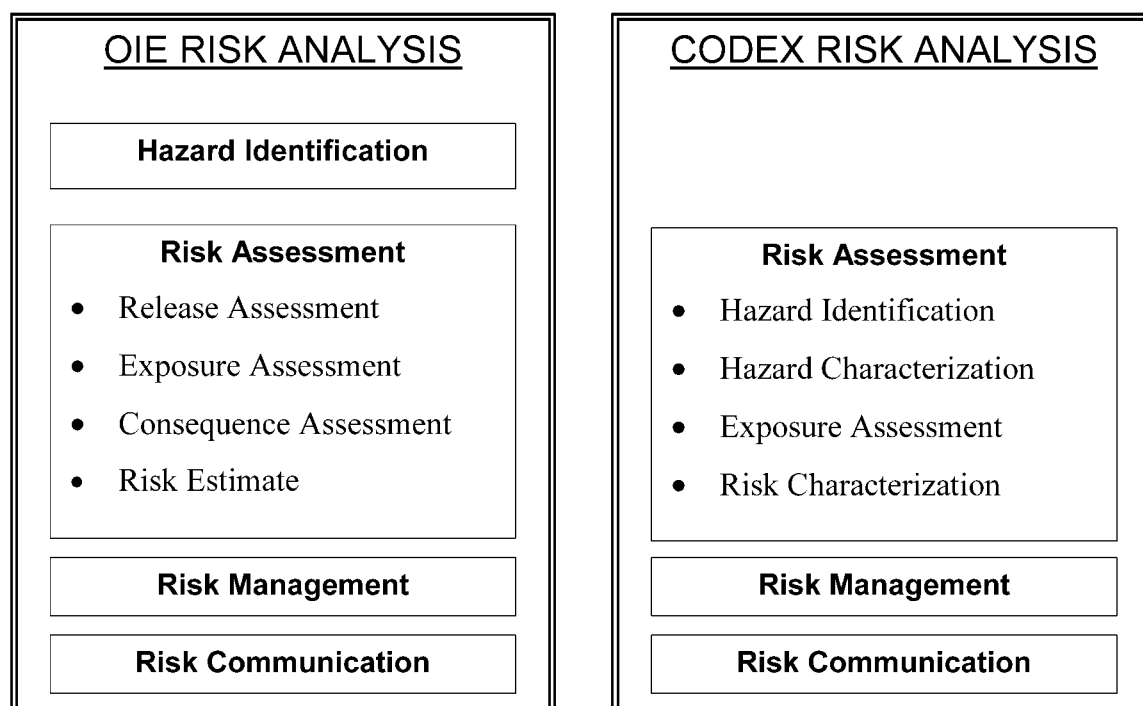 OIE RISK ANALYSIS
Hazard Identification
Risk Assessment
• Release Assessment
• Exposure Assessment
• Consequence Assessment
• Risk Estimate
Risk Management
Risk Communication
CODEX RISK ANALYSIS
Risk Assessment
• Hazard Identification
• Hazard Characterization
• Exposure Assessment
• Risk Characterization
Risk Management
Risk Communication